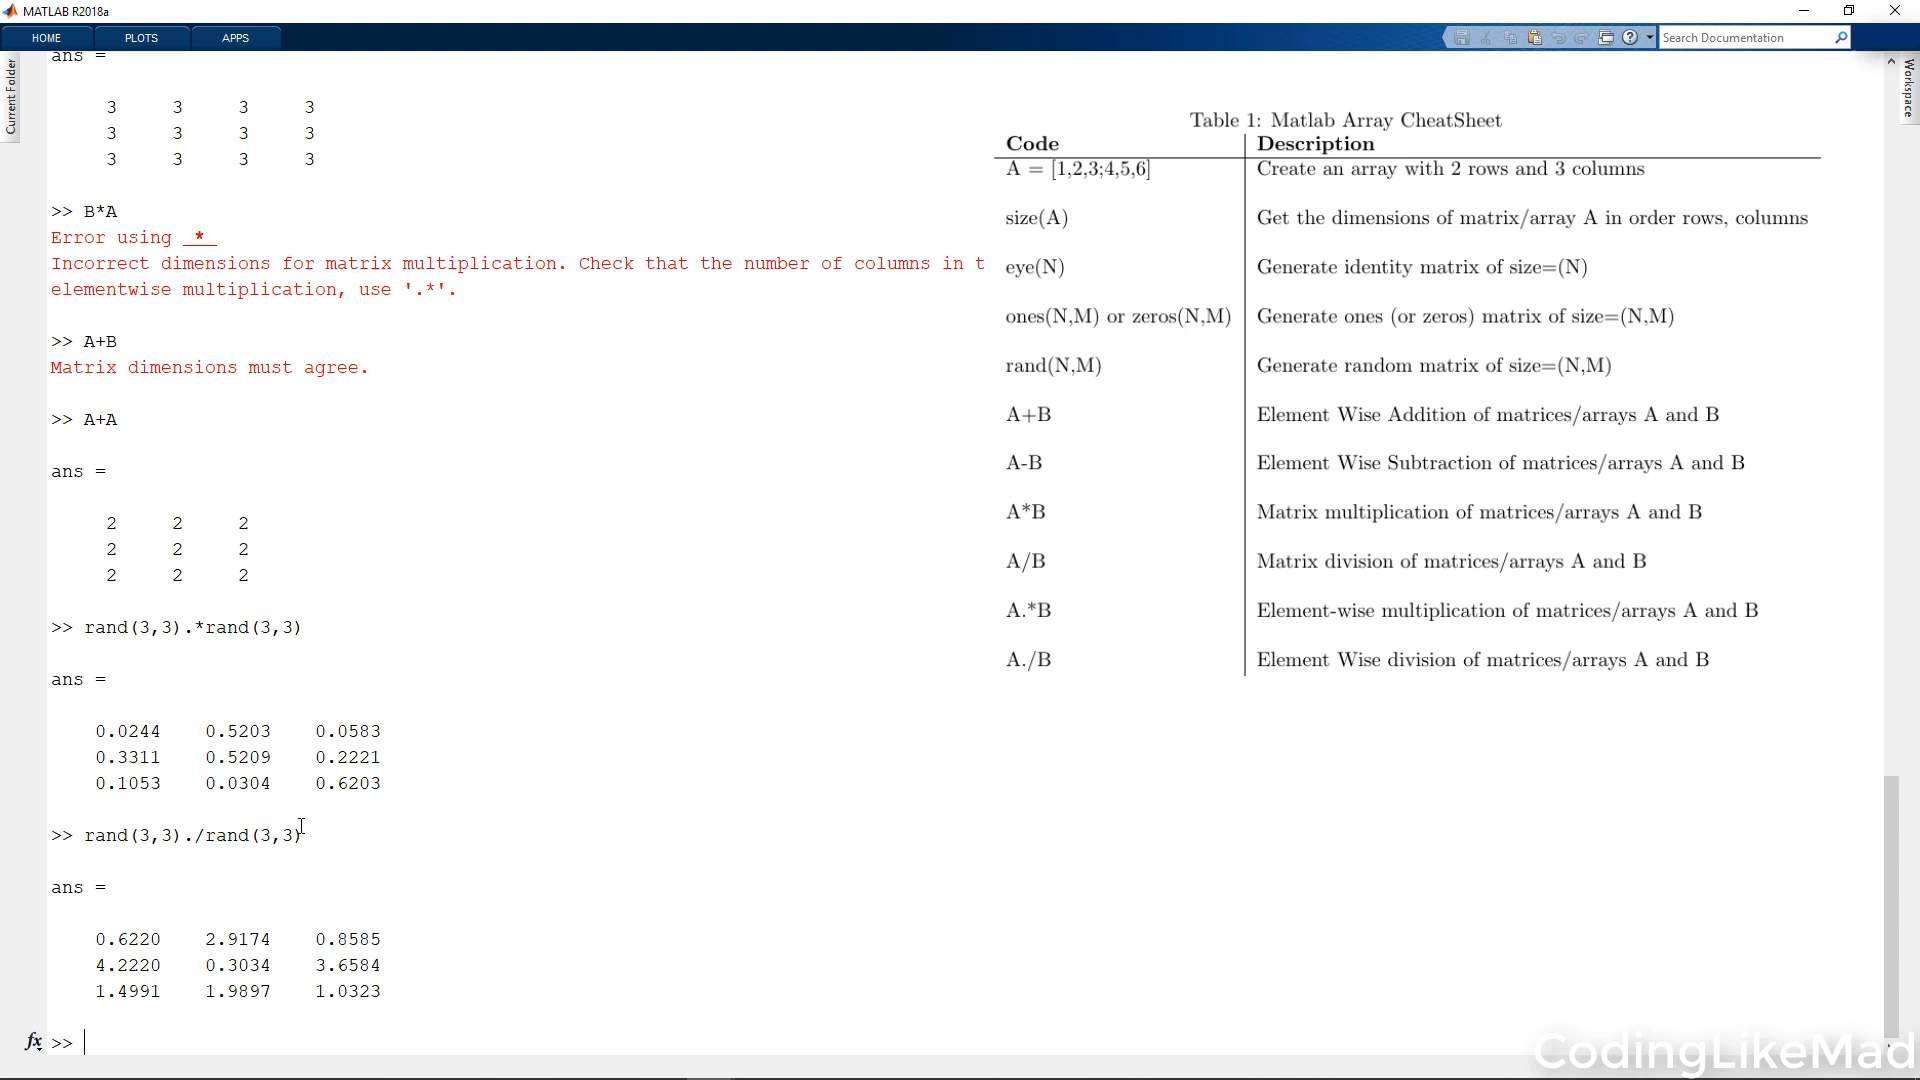 MATLAB R2018a
HOME PLOTS APPS
Search Documentation
Current Folder
Workspace
ans =
3 3 3 3
3 3 3 3
3 3 3 3
>> B*A
Error using *
Incorrect dimensions for matrix multiplication. Check that the number of columns in t
elementwise multiplication, use '.*'.
>> A+B
Matrix dimensions must agree.
>> A+A
ans =
2 2 2
2 2 2
2 2 2
>> rand(3,3).*rand(3,3)
ans =
0.0244 0.5203 0.0583
0.3311 0.5209 0.2221
0.1053 0.0304 0.6203
>> rand(3,3)./rand(3,3)
ans =
0.6220 2.9174 0.8585
4.2220 0.3034 3.6584
1.4991 1.9897 1.0323
fx >>
Table 1: Matlab Array CheatSheet
Code Description
A = [1,2,3;4,5,6] Create an array with 2 rows and 3 columns
size(A) Get the dimensions of matrix/array A in order rows, columns
eye(N) Generate identity matrix of size=(N)
ones(N,M) or zeros(N,M) Generate ones (or zeros) matrix of size=(N,M)
rand(N,M) Generate random matrix of size=(N,M)
A+B Element Wise Addition of matrices/arrays A and B
A-B Element Wise Subtraction of matrices/arrays A and B
A*B Matrix multiplication of matrices/arrays A and B
A/B Matrix division of matrices/arrays A and B
A.*B Element-wise multiplication of matrices/arrays A and B
A./B Element Wise division of matrices/arrays A and B
CodingLikeMad